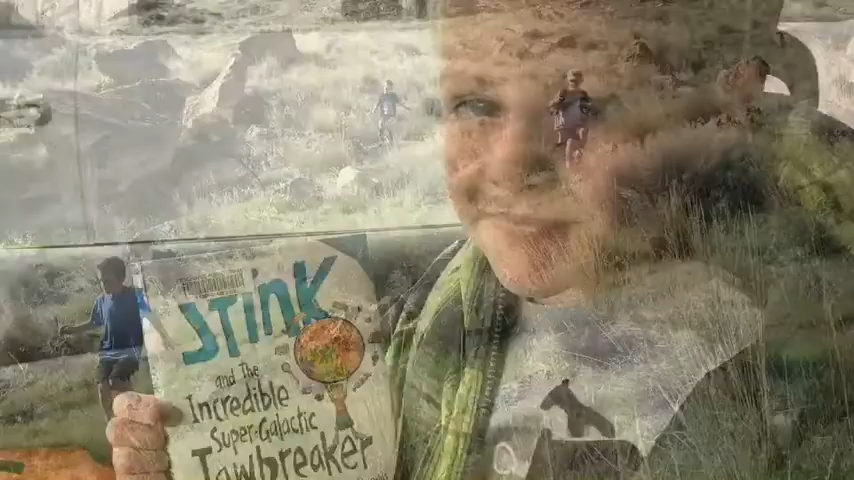 STINK
and The
Incredible
Super-Galactic
Jawbreaker